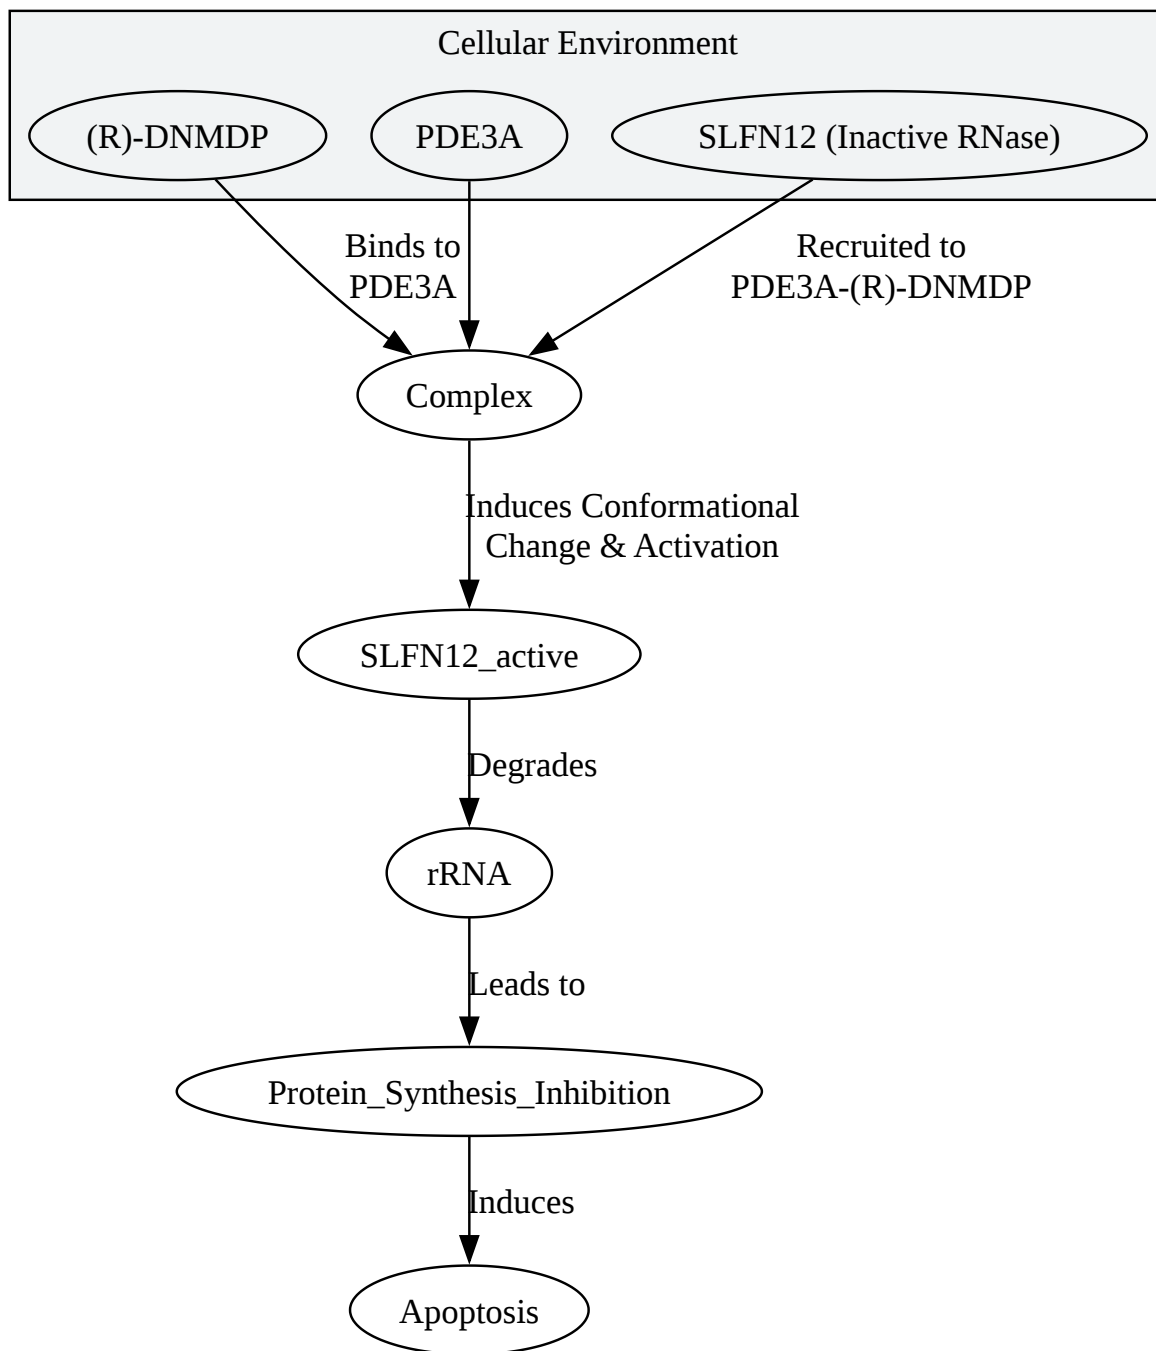 Cellular Environment
(R)-DNMDP
PDE3A
SLFN12 (Inactive RNase)
Binds to
PDE3A
Recruited to
PDE3A-(R)-DNMDP
Complex
Induces Conformational
Change & Activation
SLFN12_active
Degrades
rRNA
Leads to
Protein_Synthesis_Inhibition
Induces
Apoptosis